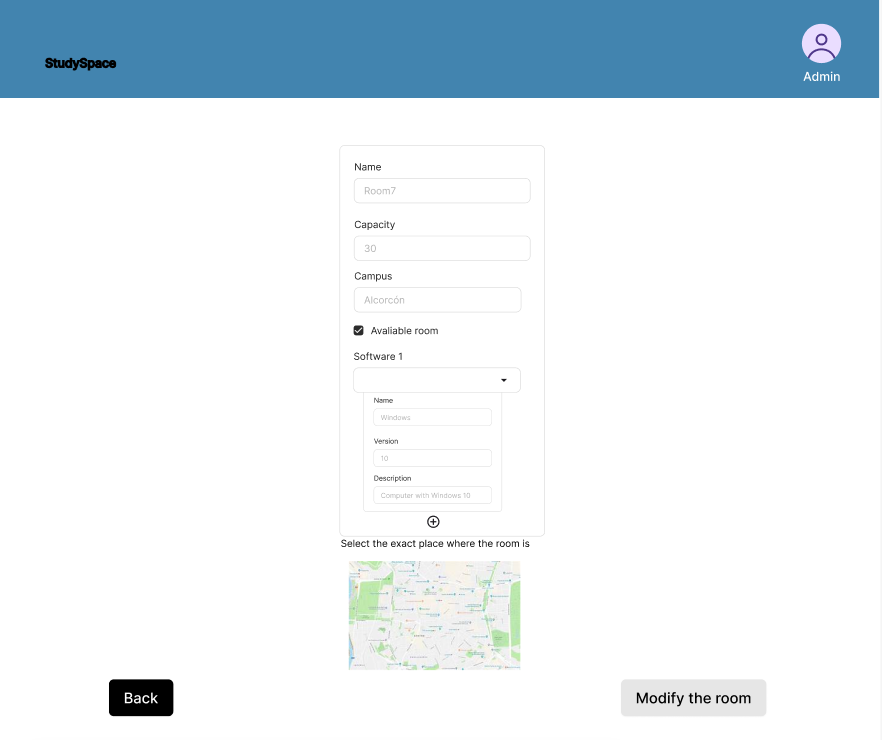 StudySpace
Admin
Name
Room7
Capacity
30
Campus
Alcorcón
Avaliable room
Software 1
Name
Windows
Version
10
Description
Computer with Windows 10
Select the exact place where the room is
Back
Modify the room